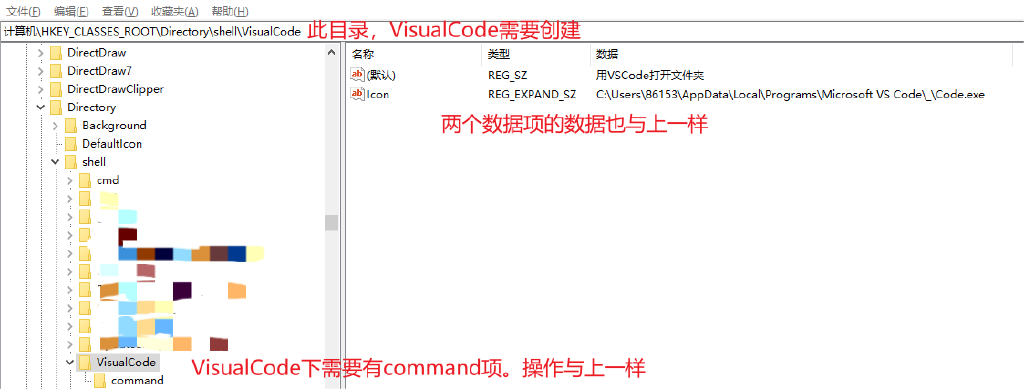 文件(F) 编辑(E) 查看(V) 收藏夹(A) 帮助(H)
计算机\HKEY_CLASSES_ROOT\Directory\shell\VisualCode 此目录，VisualCode需要创建
DirectDraw
DirectDraw7
DirectDrawClipper
Directory
Background
DefaultIcon
shell
cmd
VisualCode
command
名称 类型 数据
(默认) REG_SZ 用VSCode打开文件夹
Icon REG_EXPAND_SZ C:\Users\86153\AppData\Local\Programs\Microsoft VS Code\_\Code.exe
两个数据项的数据也与上一样
VisualCode下需要有command项。操作与上一样